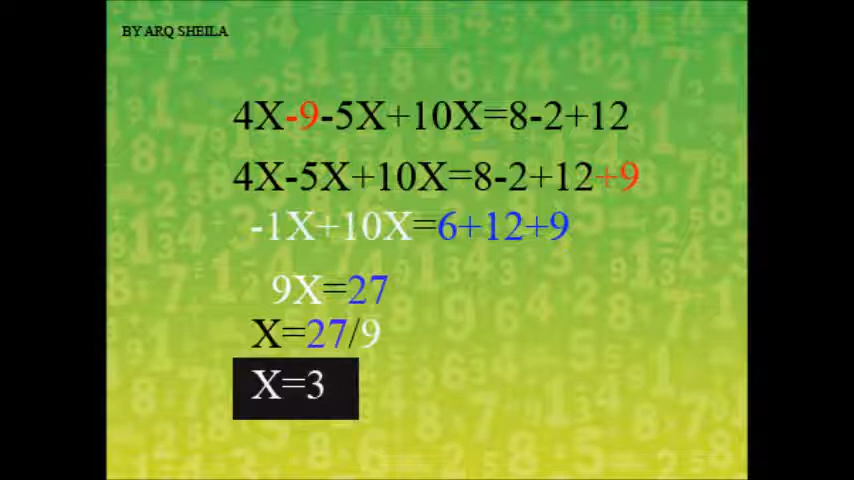 BY ARQ SHEILA
4X-9-5X+10X=8-2+12
4X-5X+10X=8-2+12+9
-1X+10X=6+12+9
9X=27
X=27/9
X=3